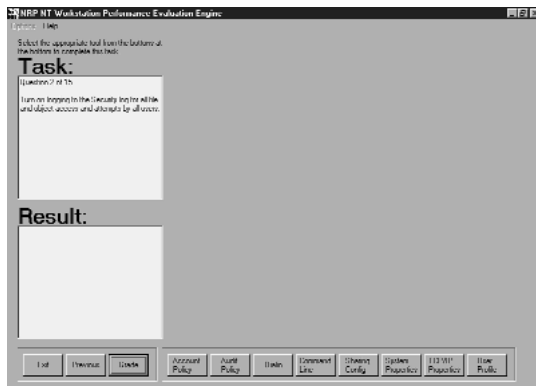 NRP NT Workstation Performance Evaluation Engine
Options Help
Select the appropriate tool from the buttons at
the bottom to complete this task
Task:
Question 2 of 15
Turn on logging to the Security log for all file
and object access and attempts by all users.
Result:
Exit Previous Grade Account Policy Audit Policy Command Line Sharing Config System Properties TCP/IP Properties User Profile